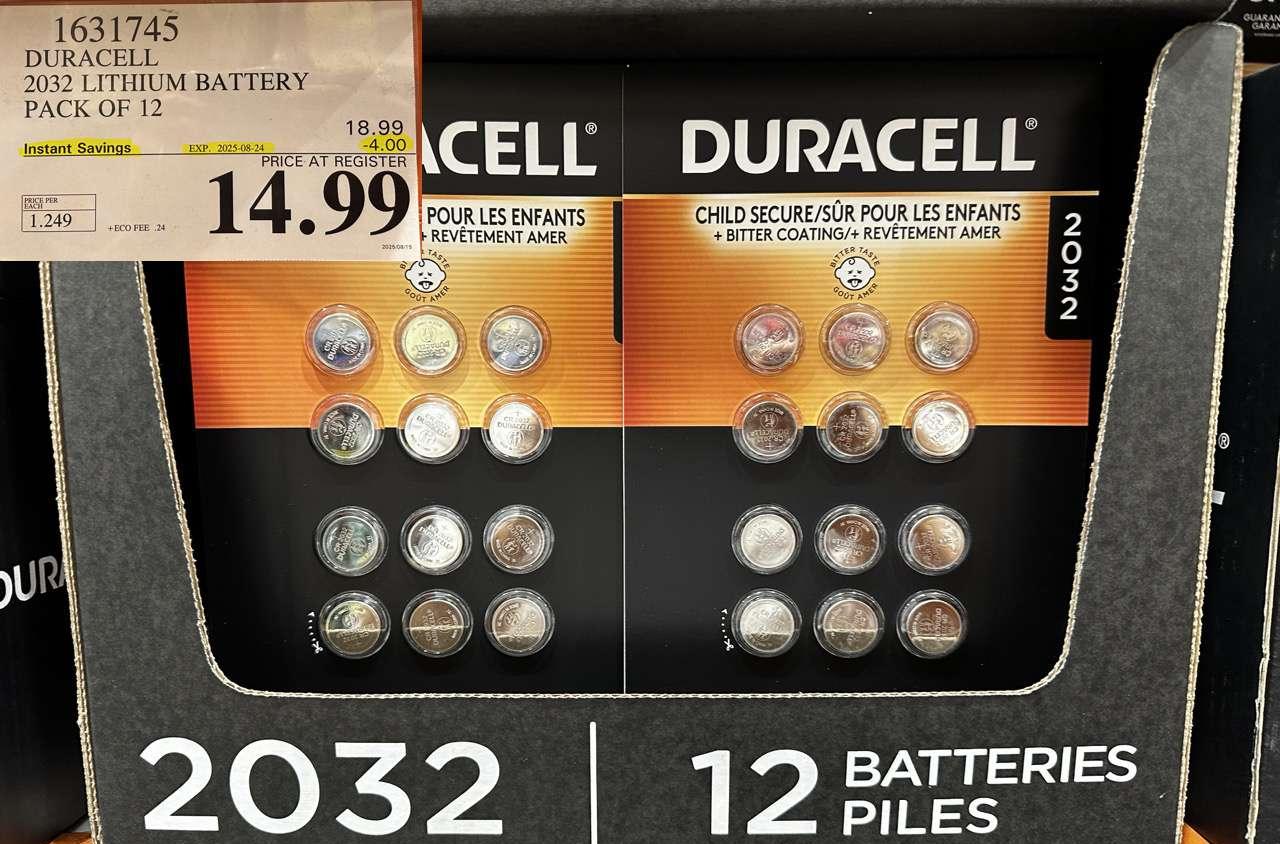 1631745
DURACELL
2032 LITHIUM BATTERY
PACK OF 12
18.99
Instant Savings EXP. 2025-08-24 -4.00
PRICE AT REGISTER
14.99
PRICE PER
EACH
1.249
+ECO FEE .24
2025/08/15
ACELL®
POUR LES ENFANTS
+ REVÊTEMENT AMER
BITTER TASTE
GOÛT AMER
DURACELL®
CHILD SECURE/SÛR POUR LES ENFANTS
+ BITTER COATING/+ REVÊTEMENT AMER
BITTER TASTE
GOÛT AMER
2032
DURA
2032
12 BATTERIES
PILES